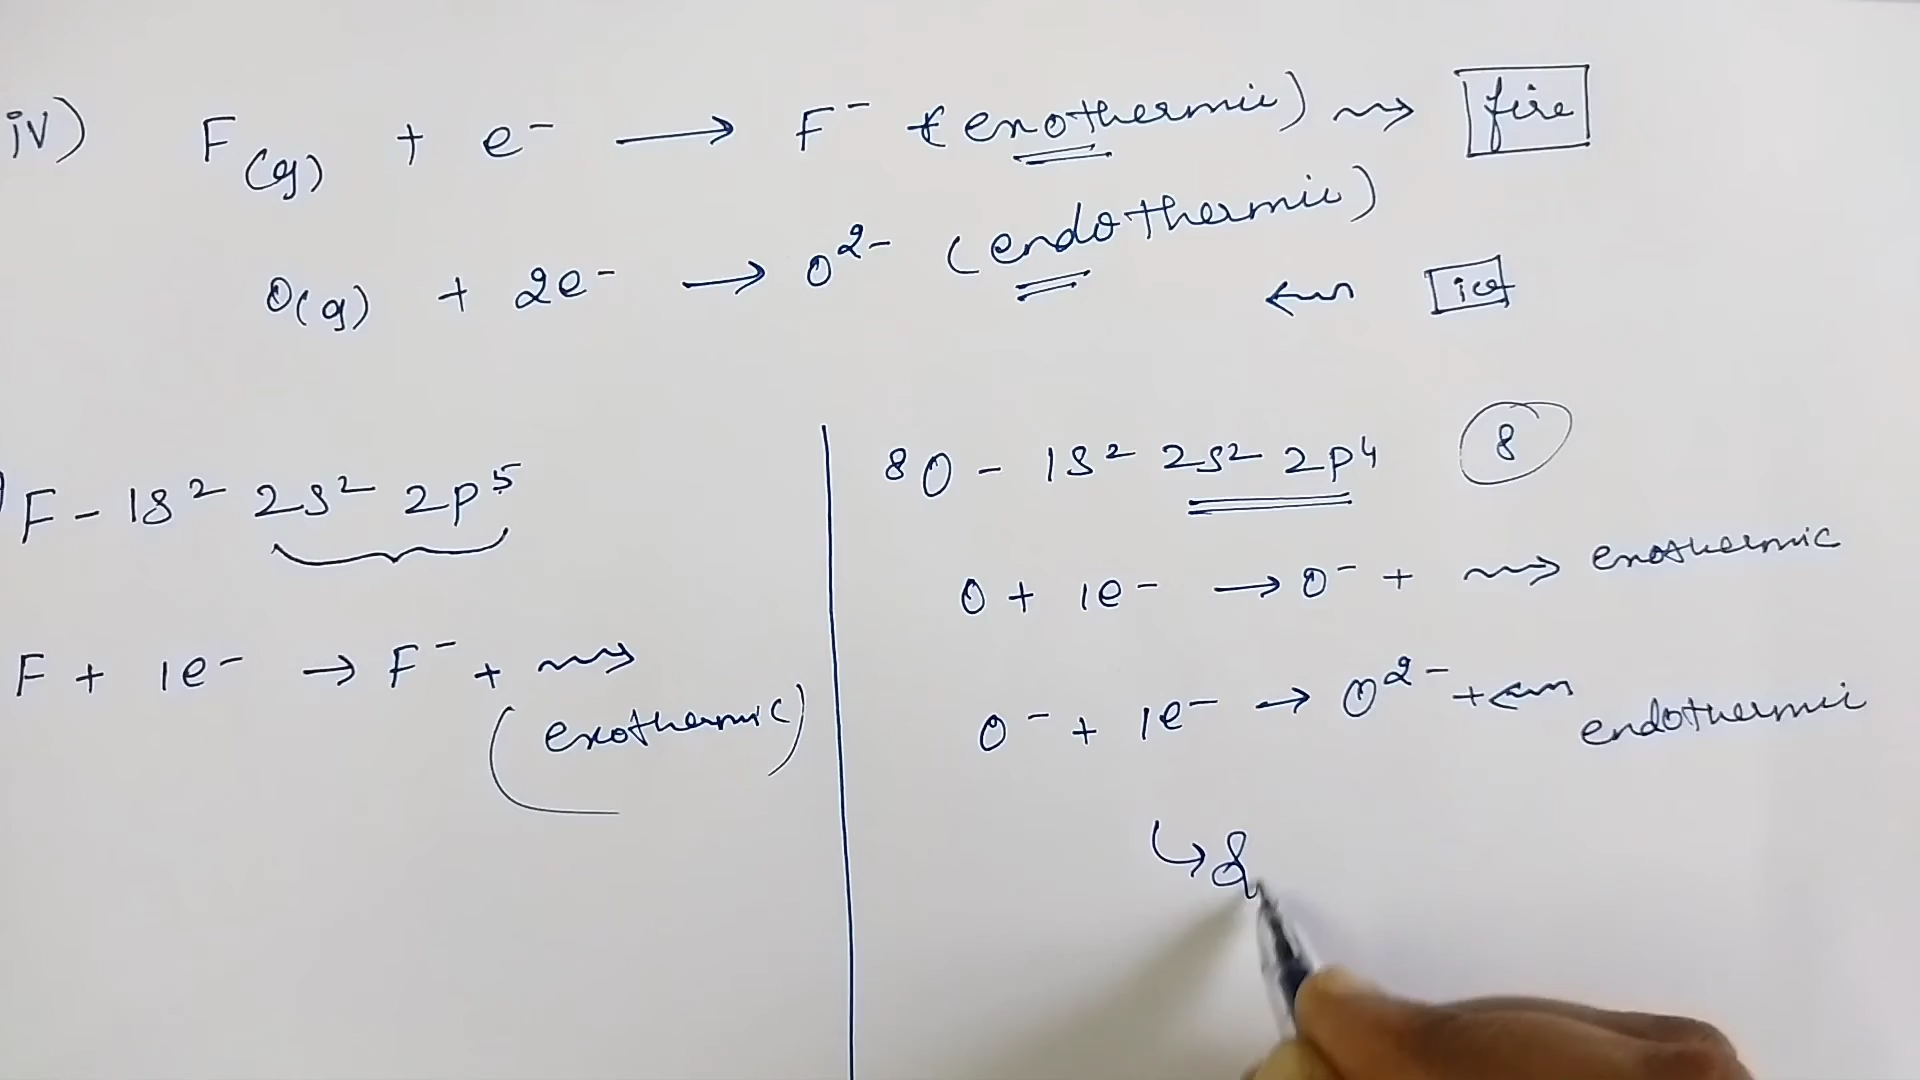 iv) F(g) + e⁻ ⟶ F⁻ + (exothermic) ⇝ fire
O(g) + 2e⁻ → O²⁻ (endothermic)
← ice
F - 1s² 2s² 2p⁵
F + 1e⁻ → F⁻ + ⇝
(exothermic)
⁸O - 1s² 2s² 2p⁴ 8
O + 1e⁻ → O⁻ + ⇝ exothermic
O⁻ + 1e⁻ → O²⁻ + ⇜ endothermic
↳